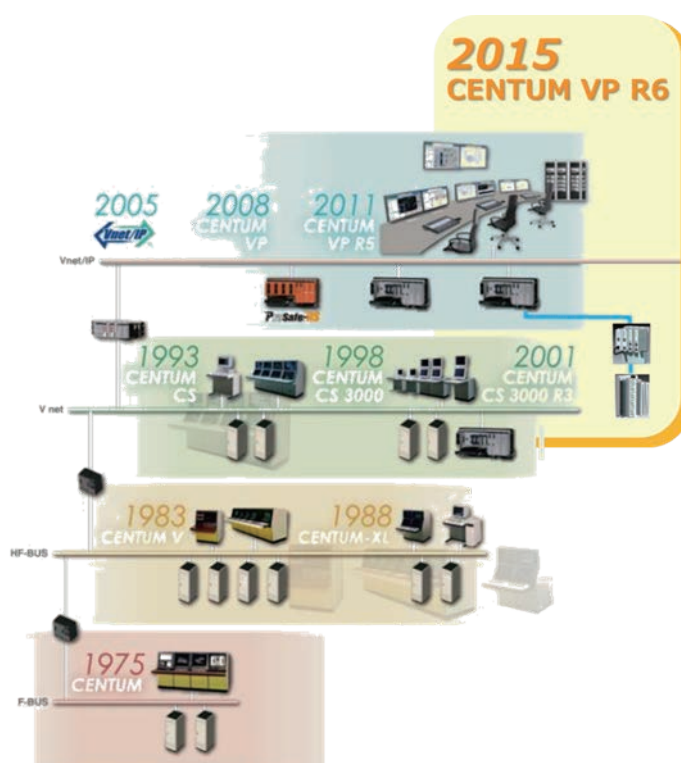 2015
CENTUM VP R6
2005
Vnet/IP
2008
CENTUM
VP
2011
CENTUM
VP R5
Vnet/IP
ProSafe-RS
1993
CENTUM
CS
1998
CENTUM
CS 3000
2001
CENTUM
CS 3000 R3
V net
1983
CENTUM V
1988
CENTUM-XL
HF-BUS
1975
CENTUM
F-BUS